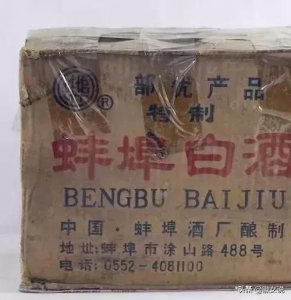 部优产品
®
特制
蚌埠白酒
BENGBU BAIJIU
中国·蚌埠酒厂酿制
地址:蚌埠市涂山路488号
电话:0552-4081100